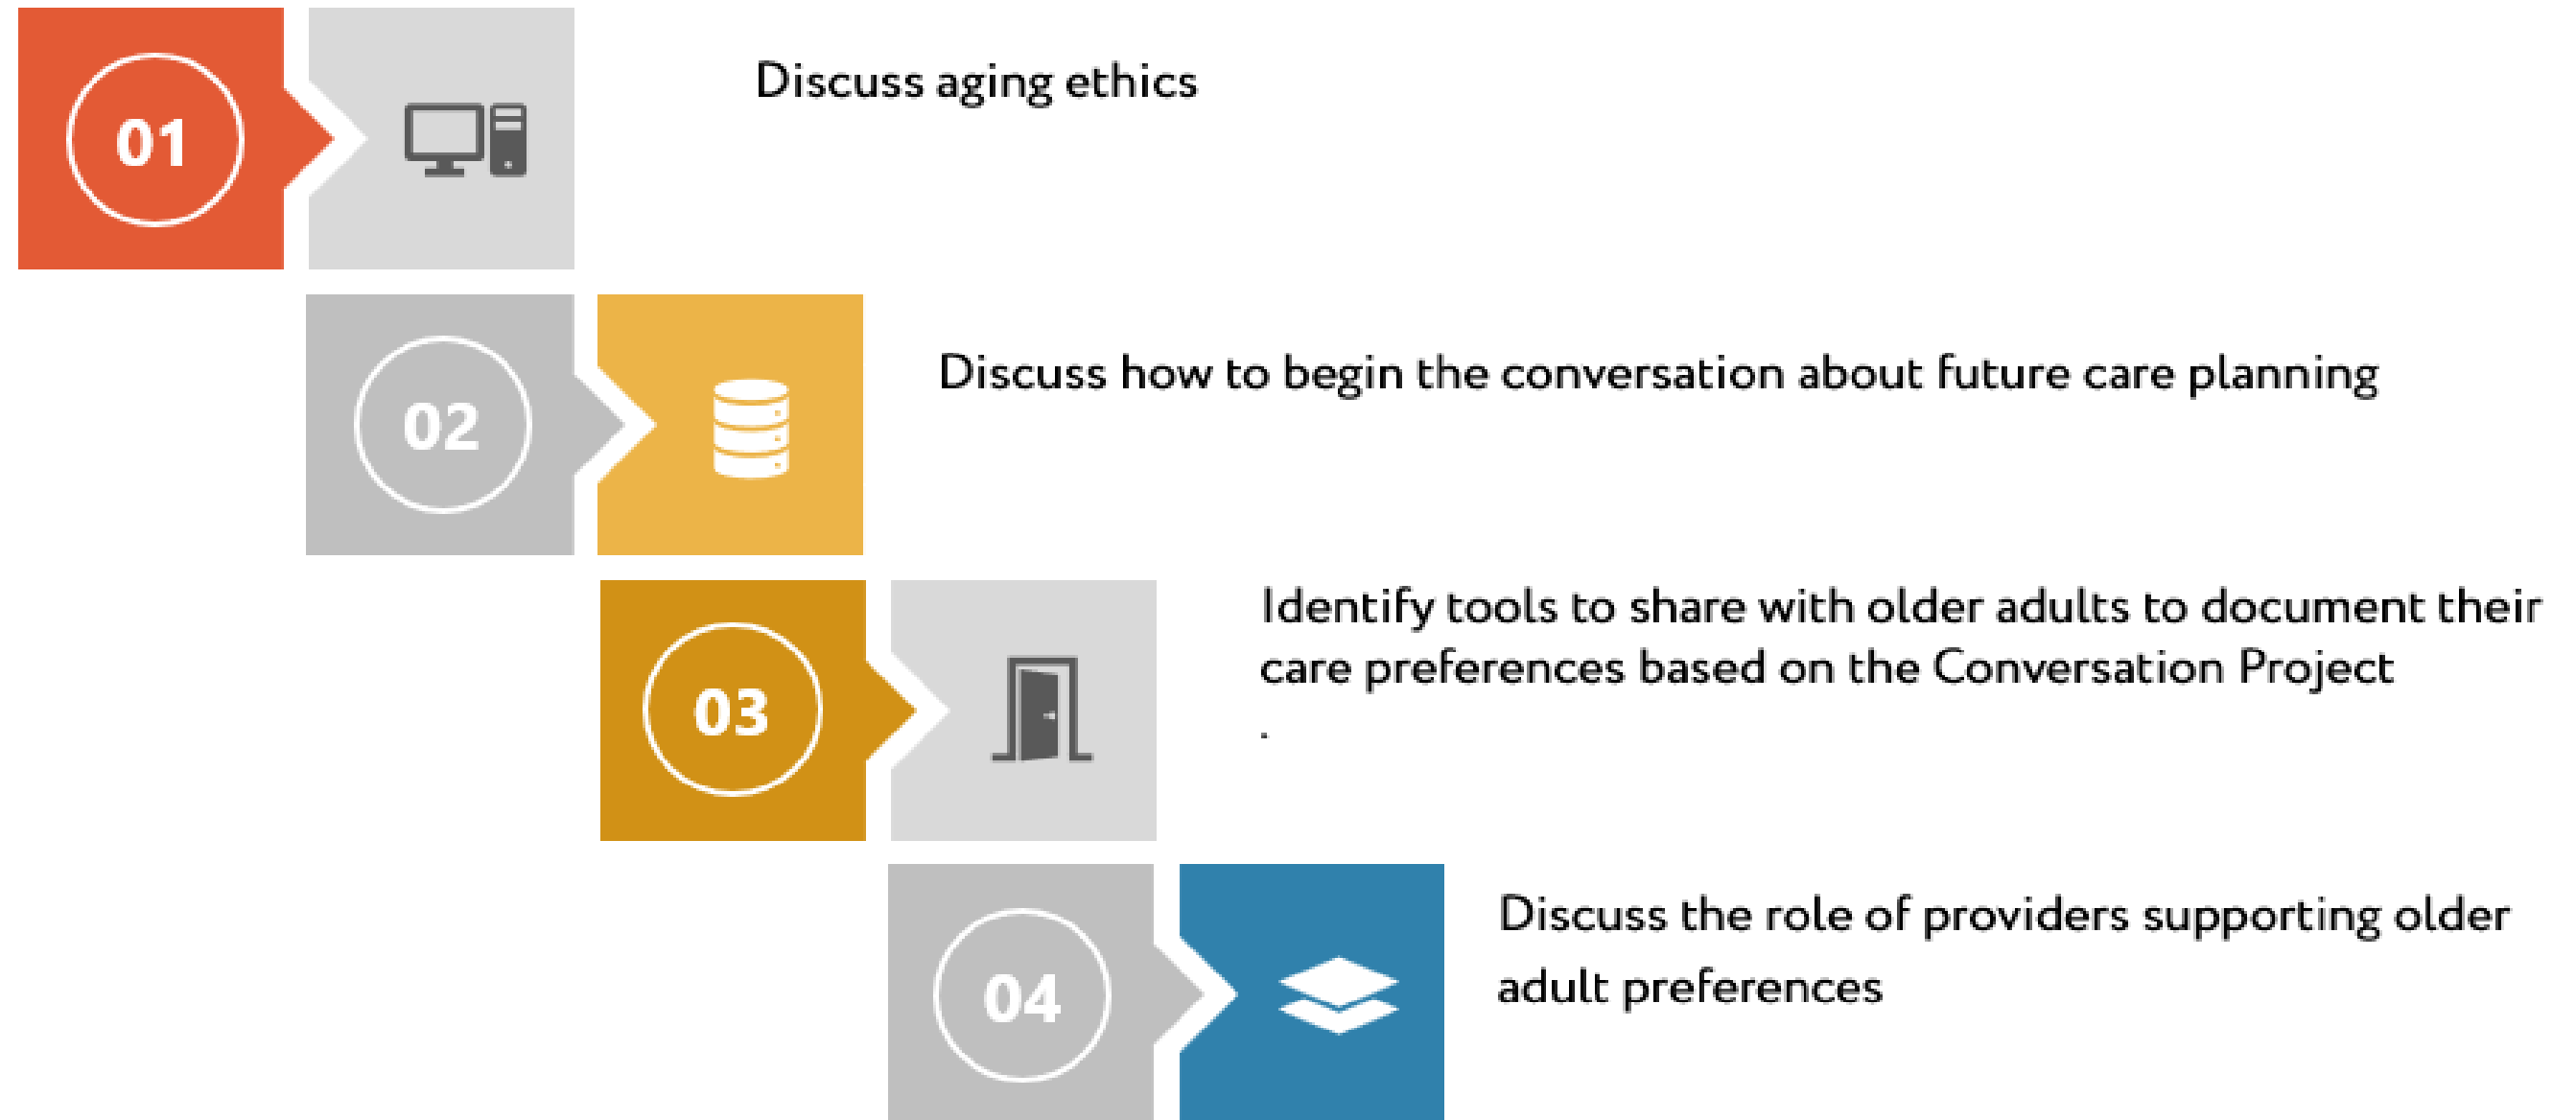 01
Discuss aging ethics
02
Discuss how to begin the conversation about future care planning
03
Identify tools to share with older adults to document their
care preferences based on the Conversation Project
.
04
Discuss the role of providers supporting older
adult preferences